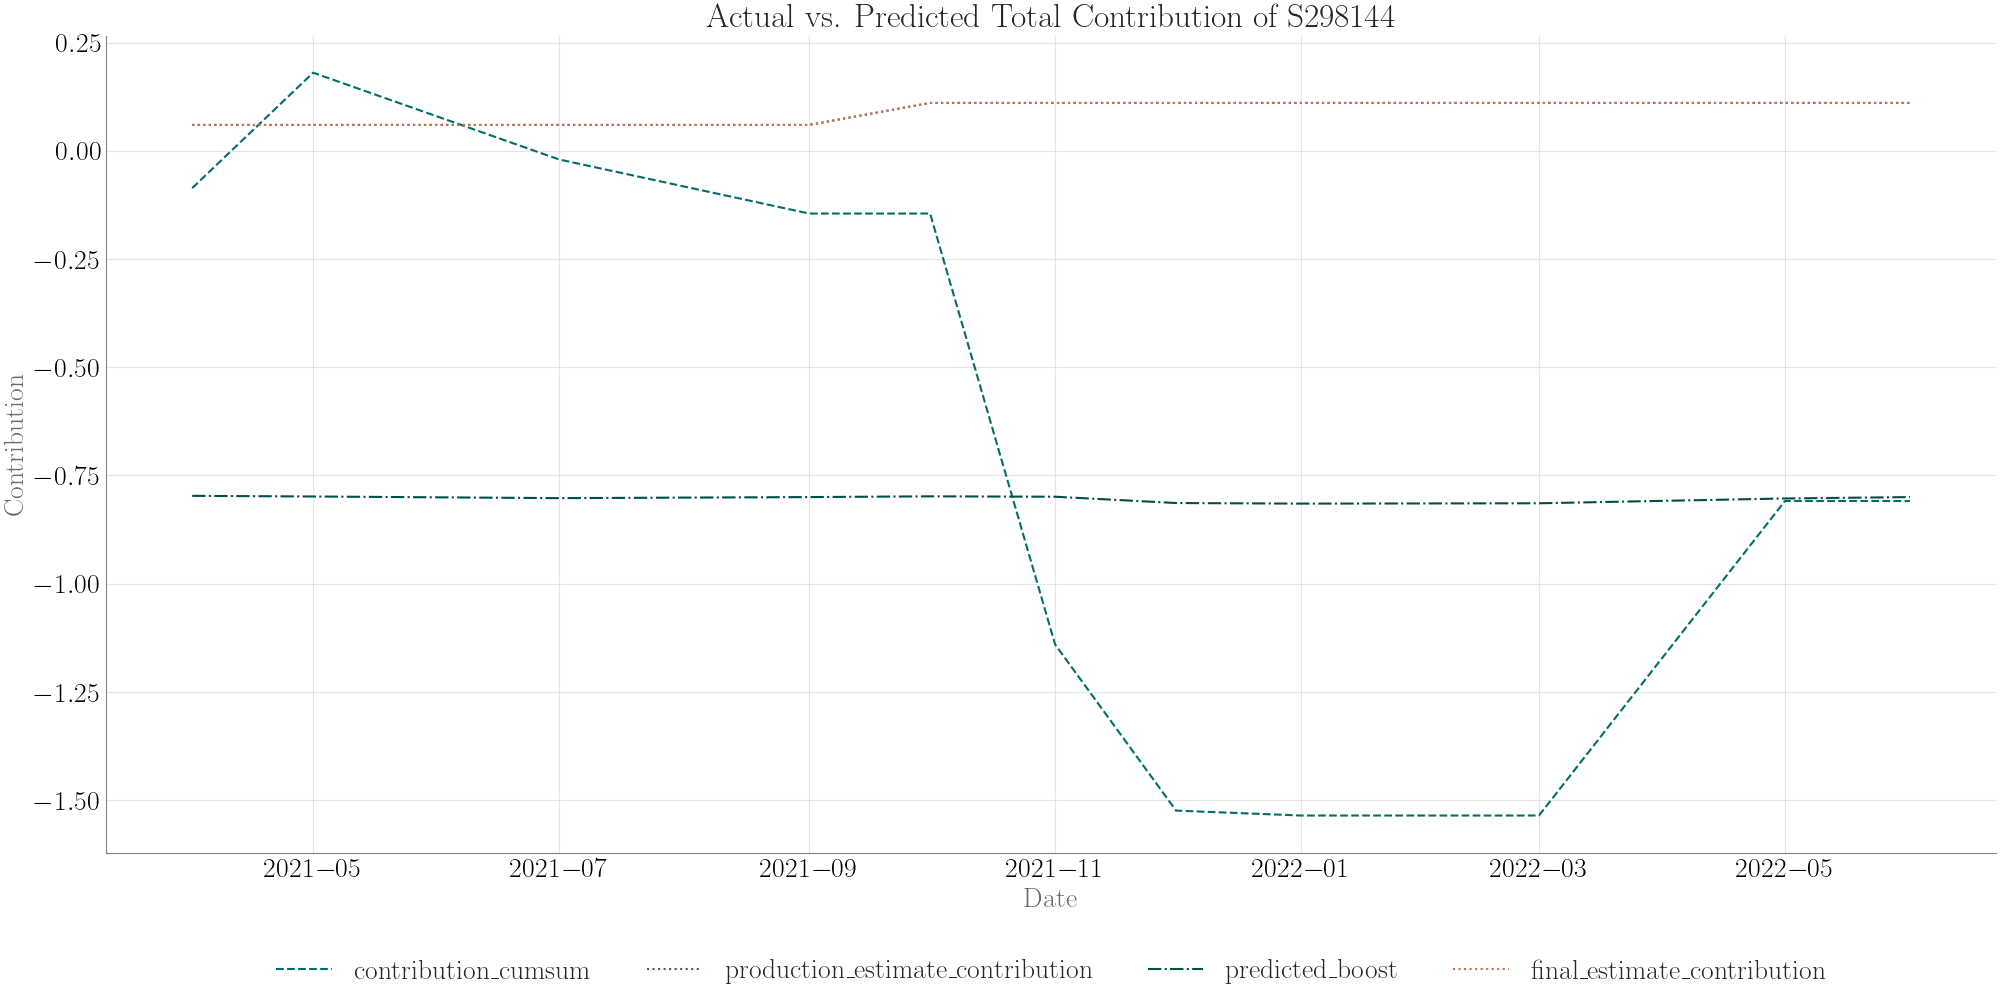 Actual vs. Predicted Total Contribution of S298144
0.25
0.00
−0.25
−0.50
−0.75
−1.00
−1.25
−1.50
Contribution
2021−05 2021−07 2021−09 2021−11 2022−01 2022−03 2022−05
Date
contribution_cumsum production_estimate_contribution predicted_boost final_estimate_contribution